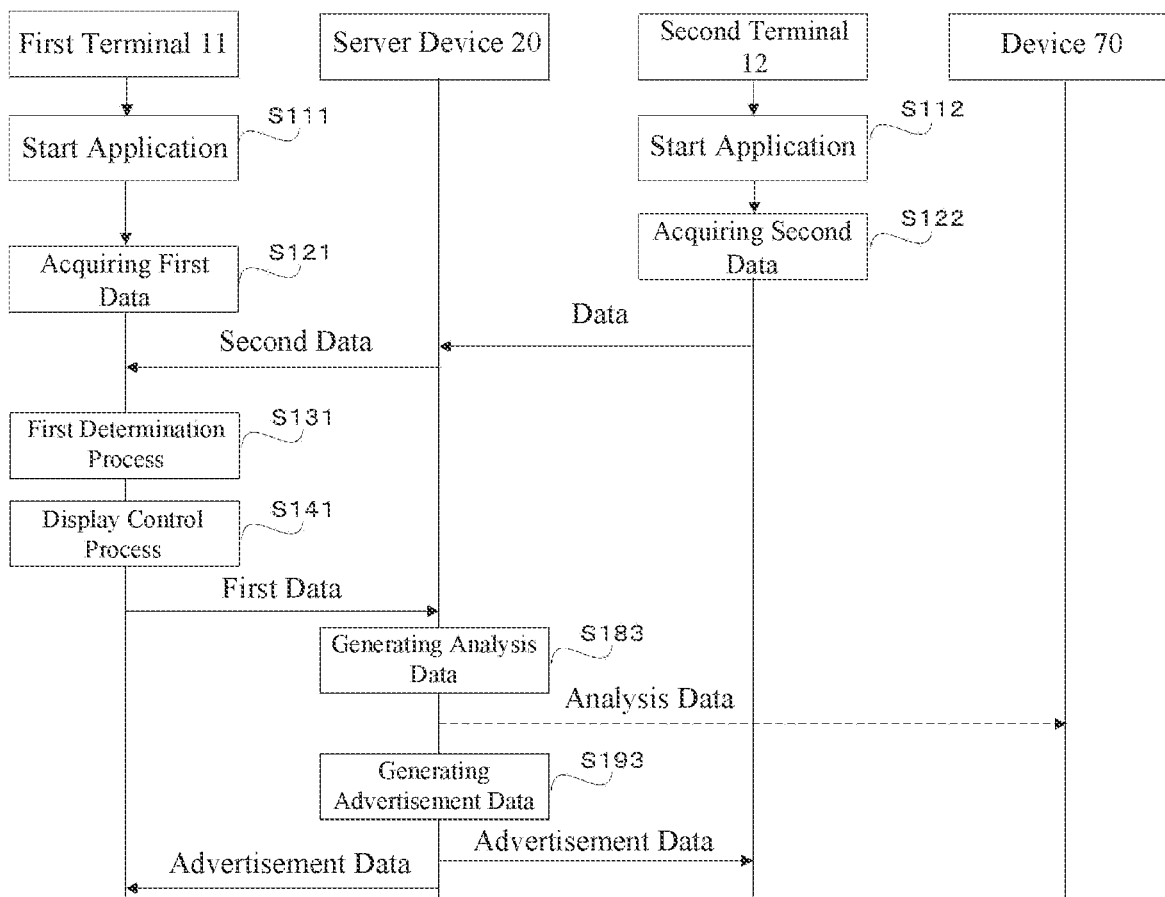 First Terminal 11
Server Device 20
Second Terminal
12
Device 70
S111
Start Application
S112
Start Application
S121
Acquiring First
Data
S122
Acquiring Second
Data
Data
Second Data
S131
First Determination
Process
S141
Display Control
Process
First Data
S183
Generating Analysis
Data
Analysis Data
S193
Generating
Advertisement Data
Advertisement Data
Advertisement Data